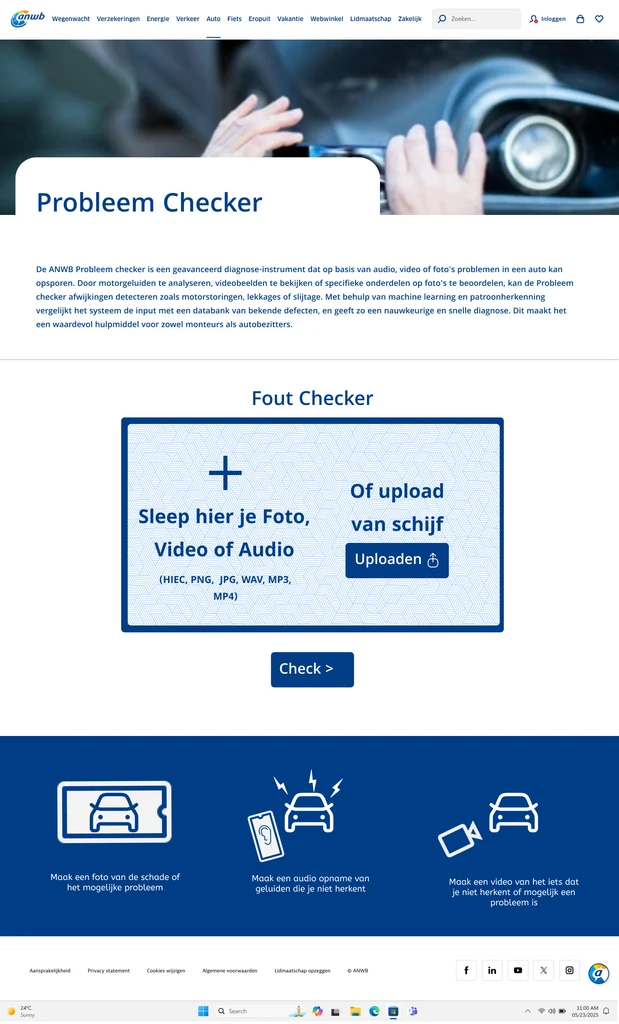 anwb Wegenwacht Verzekeringen Energie Verkeer Auto Fiets Eropuit Vakantie Webwinkel Lidmaatschap Zakelijk Zoeken... Inloggen
Probleem Checker
De ANWB Probleem checker is een geavanceerd diagnose-instrument dat op basis van audio, video of foto's problemen in een auto kan
opsporen. Door motorgeluiden te analyseren, videobeelden te bekijken of specifieke onderdelen op foto's te beoordelen, kan de Probleem
checker afwijkingen detecteren zoals motorstoringen, lekkages of slijtage. Met behulp van machine learning en patroonherkenning
vergelijkt het systeem de input met een databank van bekende defecten, en geeft zo een nauwkeurige en snelle diagnose. Dit maakt het
een waardevol hulpmiddel voor zowel monteurs als autobezitters.
Fout Checker
Sleep hier je Foto,
Video of Audio
(HIEC, PNG, JPG, WAV, MP3,
MP4)
Of upload
van schijf
Uploaden
Check >
Maak een foto van de schade of
het mogelijke probleem
Maak een audio opname van
geluiden die je niet herkent
Maak een video van het iets dat
je niet herkent of mogelijk een
probleem is
Aansprakelijkheid Privacy statement Cookies wijzigen Algemene voorwaarden Lidmaatschap opzeggen © ANWB
24°C
Sunny
Search
11:00 AM
05/23/2025